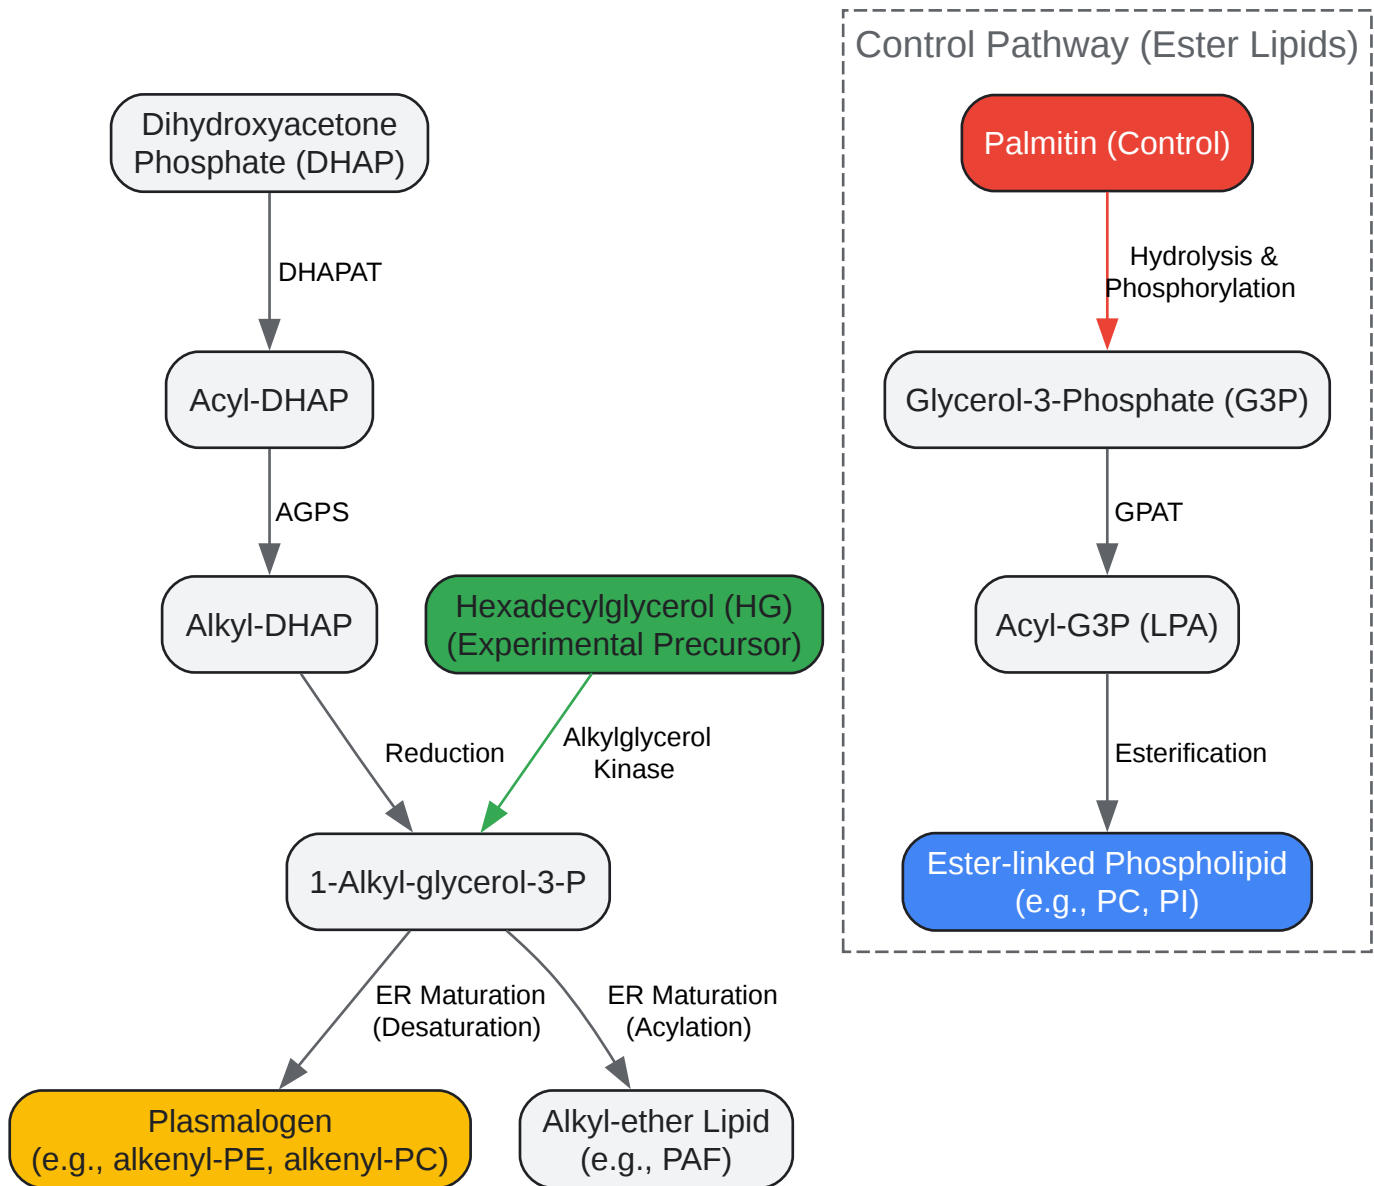 Control Pathway (Ester Lipids)
Dihydroxyacetone
Phosphate (DHAP)
DHAPAT
Acyl-DHAP
AGPS
Alkyl-DHAP
Hexadecylglycerol (HG)
(Experimental Precursor)
Reduction
Alkylglycerol
Kinase
1-Alkyl-glycerol-3-P
ER Maturation
(Desaturation)
ER Maturation
(Acylation)
Plasmalogen
(e.g., alkenyl-PE, alkenyl-PC)
Alkyl-ether Lipid
(e.g., PAF)
Palmitin (Control)
Hydrolysis &
Phosphorylation
Glycerol-3-Phosphate (G3P)
GPAT
Acyl-G3P (LPA)
Esterification
Ester-linked Phospholipid
(e.g., PC, PI)